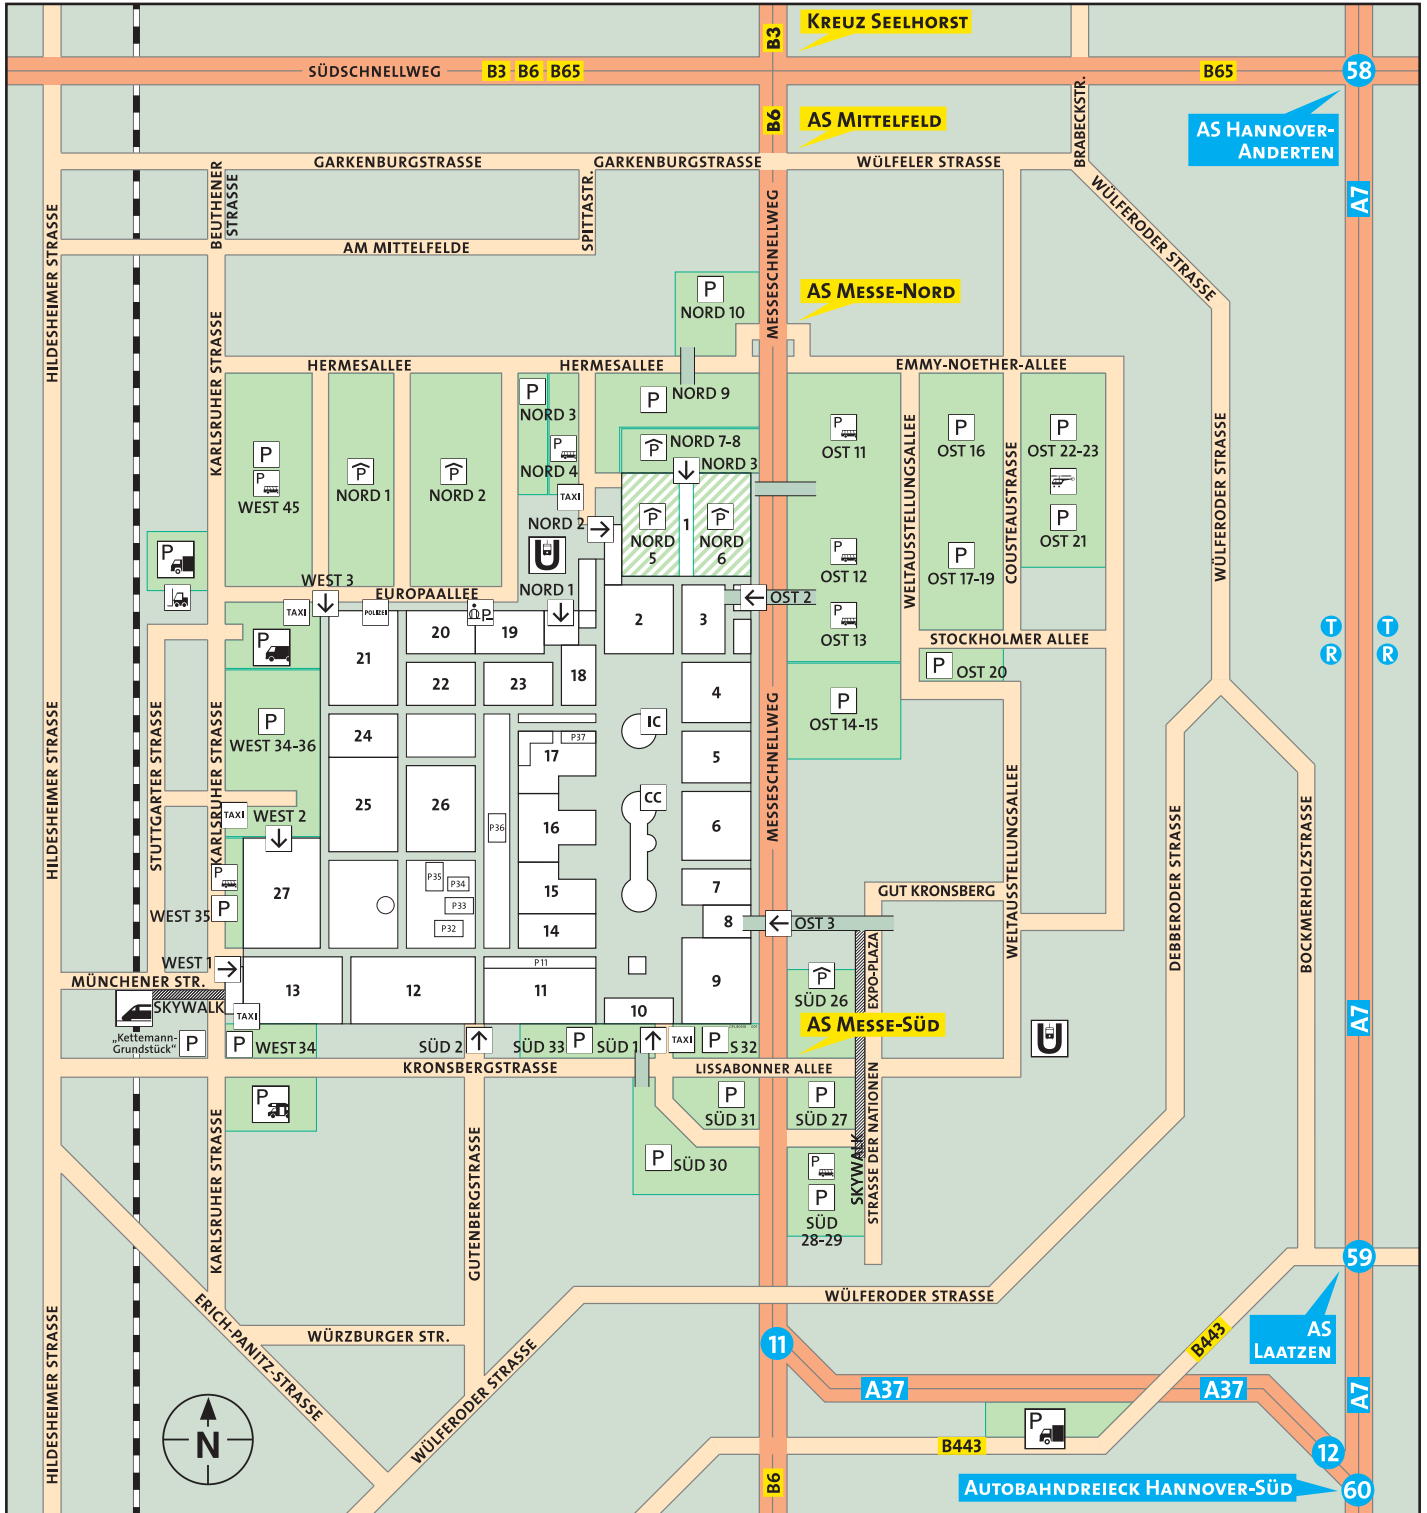 KREUZ SEELHORST
B3
SÜDSCHNELLWEG
B3 B6 B65
B65
58
B6
AS MITTELFELD
AS HANNOVER-
ANDERTEN
BRABECKSTR.
GARKENBURGSTRASSE
GARKENBURGSTRASSE
WÜLFELER STRASSE
BEUTHENER
STRASSE
SPITTASTR.
HILDESHEIMER STRASSE
MESSESCHNELLWEG
WÜLFERODER STRASSE
A7
AM MITTELFELDE
AS MESSE-NORD
P
NORD 10
KARLSRUHER STRASSE
HERMESALLEE
HERMESALLEE
EMMY-NOETHER-ALLEE
P
NORD 3
P
NORD 9
P
NORD 4
P
NORD 7-8
NORD 3
P
OST 11
WELTAUSSTELLUNGSALLEE
P
OST 16
COUSTEAUSTRASSE
P
OST 22-23
P
OST 21
WÜLFERODER STRASSE
P
P
WEST 45
P
NORD 1
P
NORD 2
TAXI
NORD 2
P
NORD
5
1
P
NORD
6
P
OST 12
P
OST 17-19
P
U
NORD 1
WEST 3
EUROPAALLEE
TAXI
POLIZEI
P
OST 2
P
OST 13
T
R
T
R
STOCKHOLMER ALLEE
P
OST 20
P
21
20
19
2
3
18
22
23
4
P
WEST 34-36
24
IC
P
OST 14-15
17
P37
5
STUTTGARTER STRASSE
KARLSRUHER STRASSE
HILDESHEIMER STRASSE
MESSESCHNELLWEG
25
26
CC
TAXI
WEST 2
P36
16
6
WELTAUSSTELLUNGSALLEE
DEBBERODER STRASSE
BOCKMERHOLZSTRASSE
P
P
WEST 35
27
P35
P34
P33
P32
15
7
14
8
OST 3
GUT KRONSBERG
EXPO-PLAZA
WEST 1
MÜNCHENER STR.
SKYWALK
13
12
P11
11
10
9
P
SÜD 26
AS MESSE-SÜD
U
A7
TAXI
„Kettemann-
Grundstück“
P
P
WEST 34
SÜD 2
SÜD 33
P
SÜD 1
TAXI
P
S 32
KRONSBERGSTRASSE
LISSABONNER ALLEE
P
P
SÜD 31
P
SÜD 27
P
SÜD 30
P
P
SÜD
28-29
SKYWALK
STRASSE DER NATIONEN
KARLSRUHER STRASSE
GUTENBERGSTRASSE
59
WÜLFERODER STRASSE
ERICH-PANITZ-STRASSE
WÜRZBURGER STR.
11
AS
LAATZEN
B443
WÜLFERODER STRASSE
HILDESHEIMER STRASSE
A37
A37
A7
N
P
B443
12
B6
AUTOBAHNDREIECK HANNOVER-SÜD
60